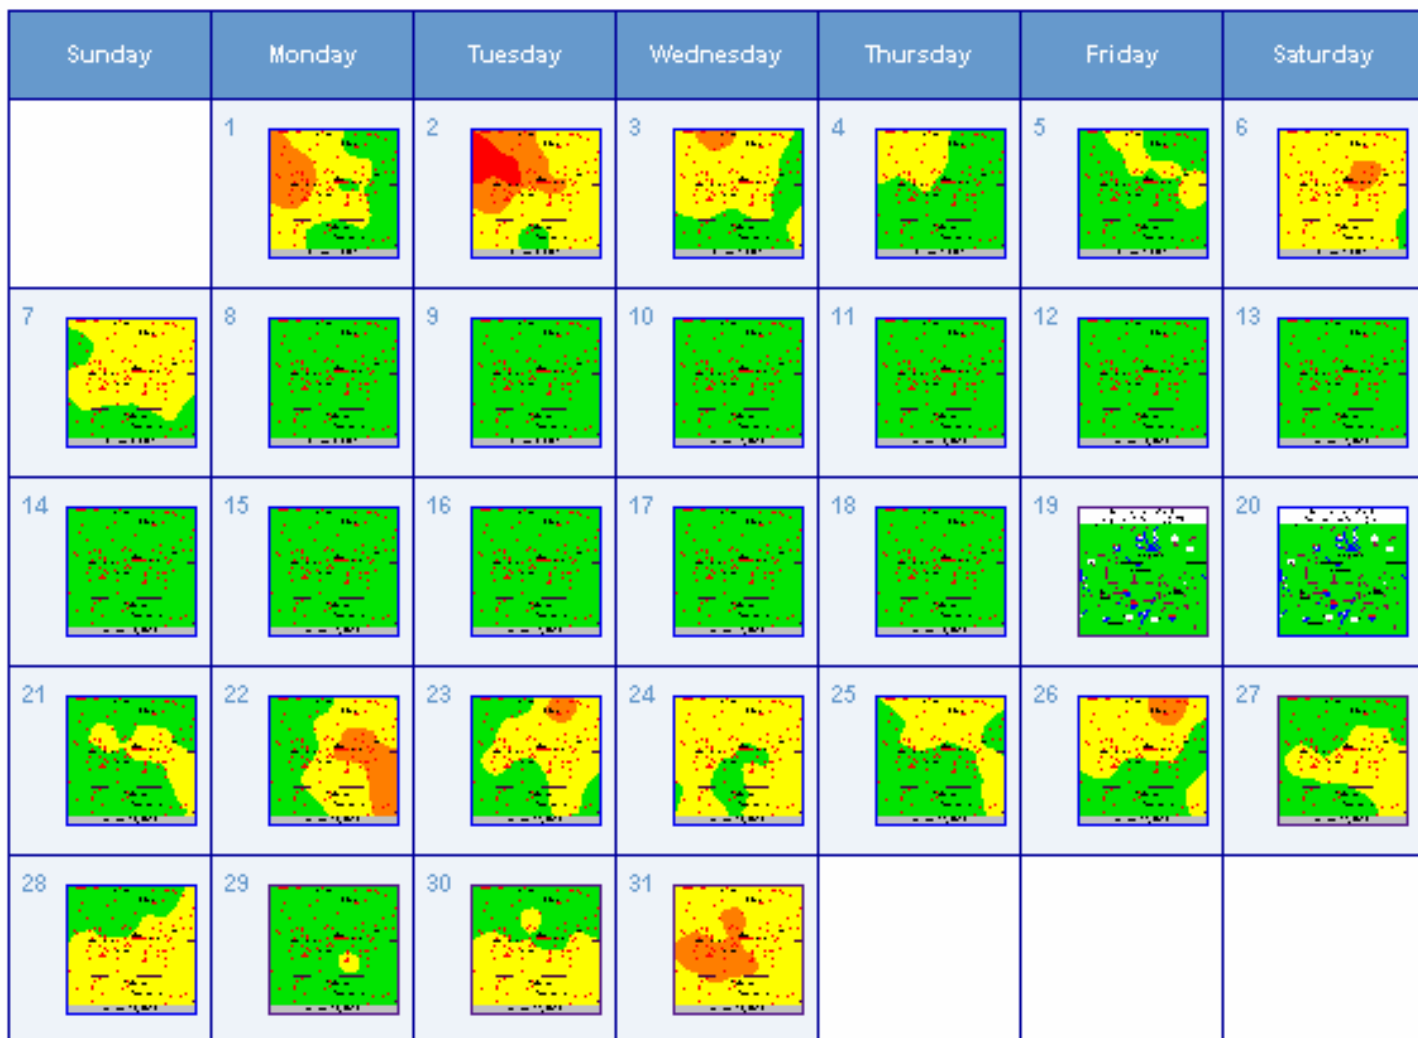 Sunday Monday Tuesday Wednesday Thursday Friday Saturday
1 2 3 4 5 6
7 8 9 10 11 12 13
14 15 16 17 18 19 20
21 22 23 24 25 26 27
28 29 30 31